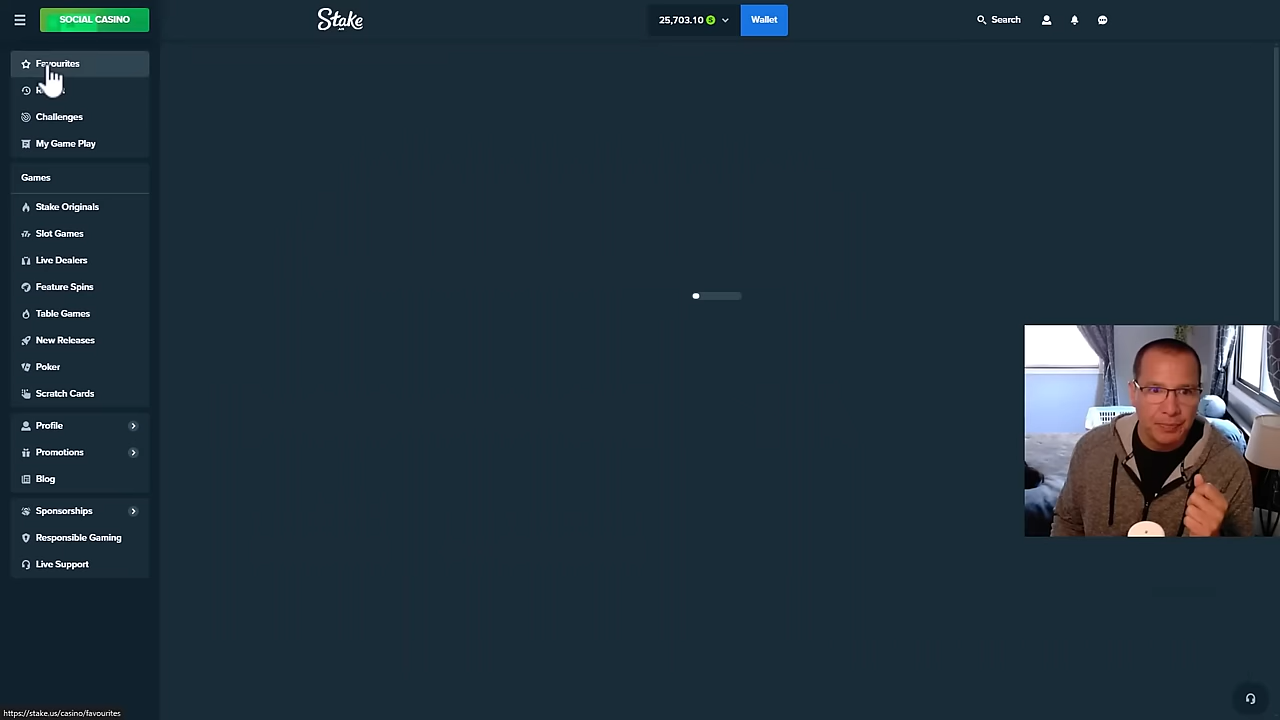 SOCIAL CASINO
Stake
25,703.10
Wallet
Search
Favourites
Challenges
My Game Play
Games
Stake Originals
Slot Games
Live Dealers
Feature Spins
Table Games
New Releases
Poker
Scratch Cards
Profile
Promotions
Blog
Sponsorships
Responsible Gaming
Live Support
https://stake.us/casino/favourites